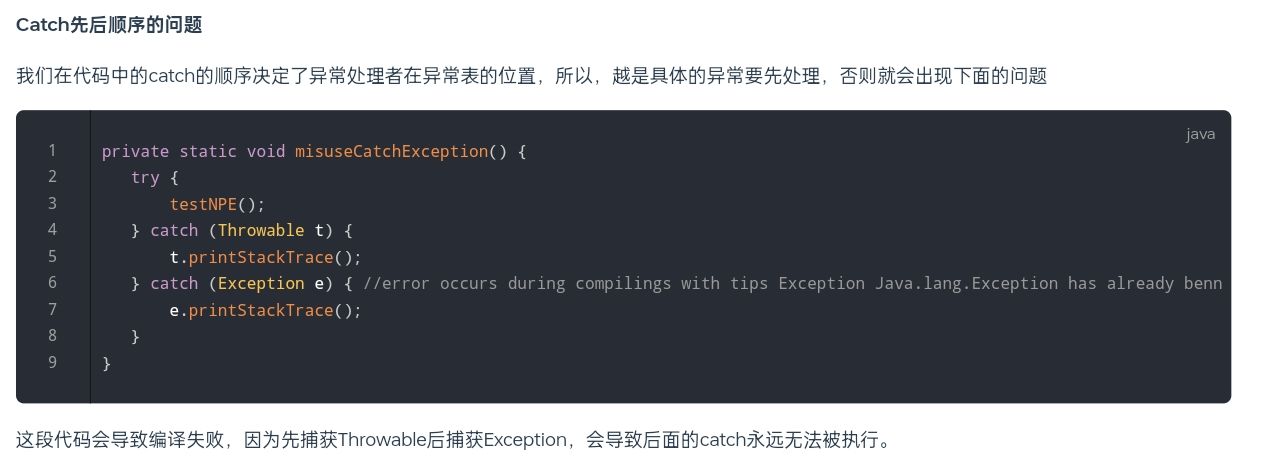 Catch先后顺序的问题
我们在代码中的catch的顺序决定了异常处理者在异常表的位置，所以，越是具体的异常要先处理，否则就会出现下面的问题
java
1 private static void misuseCatchException() {
2    try {
3        testNPE();
4    } catch (Throwable t) {
5        t.printStackTrace();
6    } catch (Exception e) { //error occurs during compilings with tips Exception Java.lang.Exception has already benn
7        e.printStackTrace();
8    }
9 }
这段代码会导致编译失败，因为先捕获Throwable后捕获Exception，会导致后面的catch永远无法被执行。